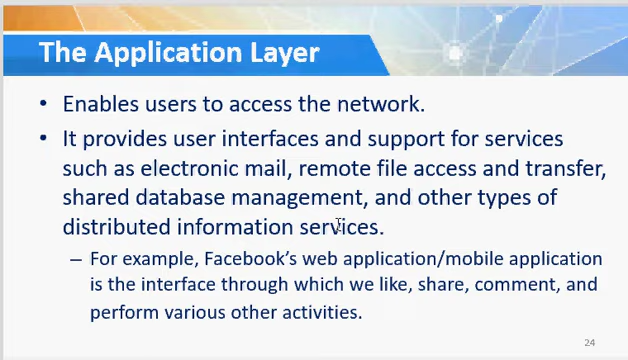 The Application Layer
• Enables users to access the network.
• It provides user interfaces and support for services
such as electronic mail, remote file access and transfer,
shared database management, and other types of
distributed information services.
– For example, Facebook's web application/mobile application
is the interface through which we like, share, comment, and
perform various other activities.
24